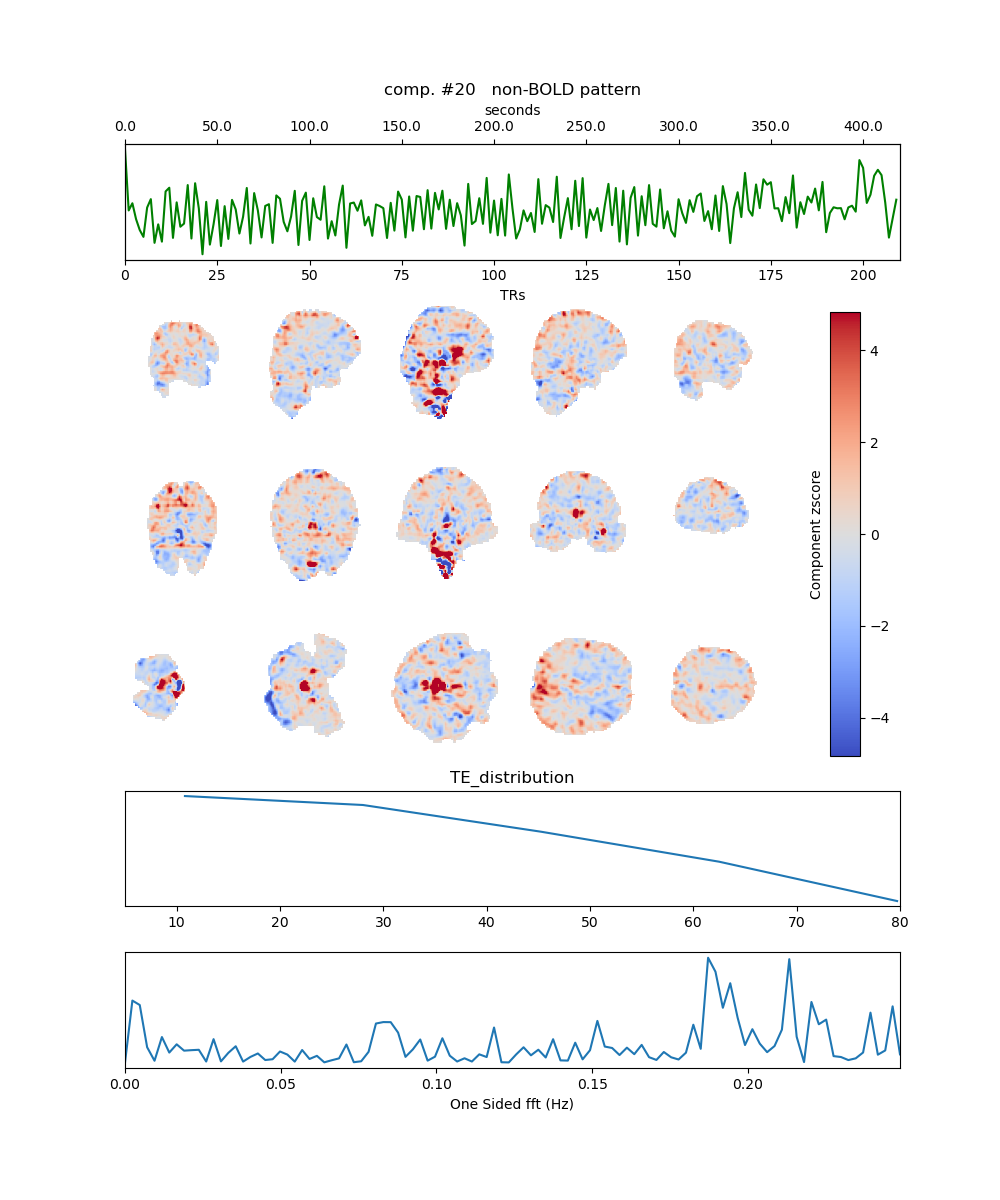 comp. #20   non-BOLD pattern
seconds
0.0 50.0 100.0 150.0 200.0 250.0 300.0 350.0 400.0
0 25 50 75 100 125 150 175 200
TRs
4
2
0
−2
−4
Component zscore
TE_distribution
10 20 30 40 50 60 70 80
0.00 0.05 0.10 0.15 0.20
One Sided fft (Hz)